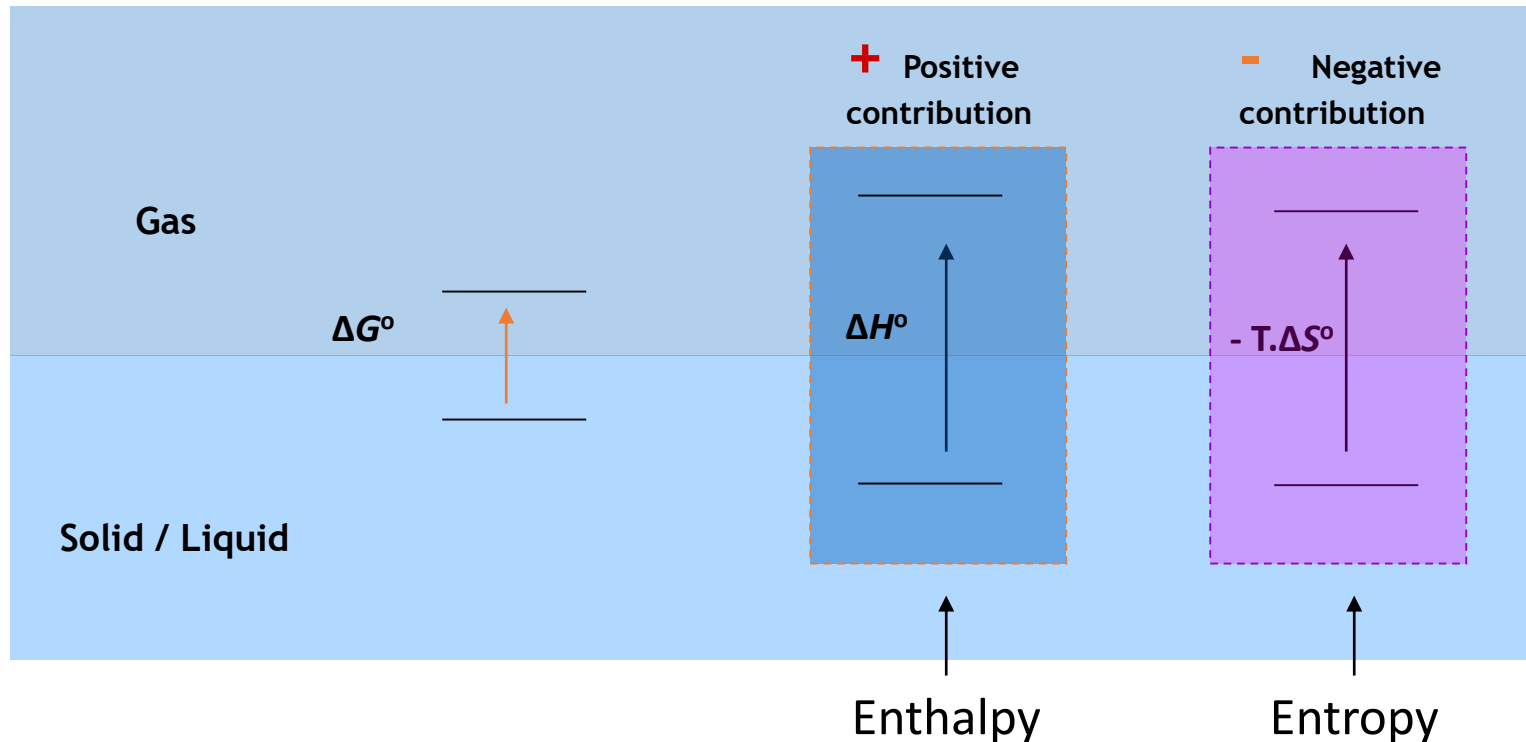 + Positive
contribution
- Negative
contribution
Gas
ΔGº
ΔHº
- T.ΔSº
Solid / Liquid
Enthalpy
Entropy